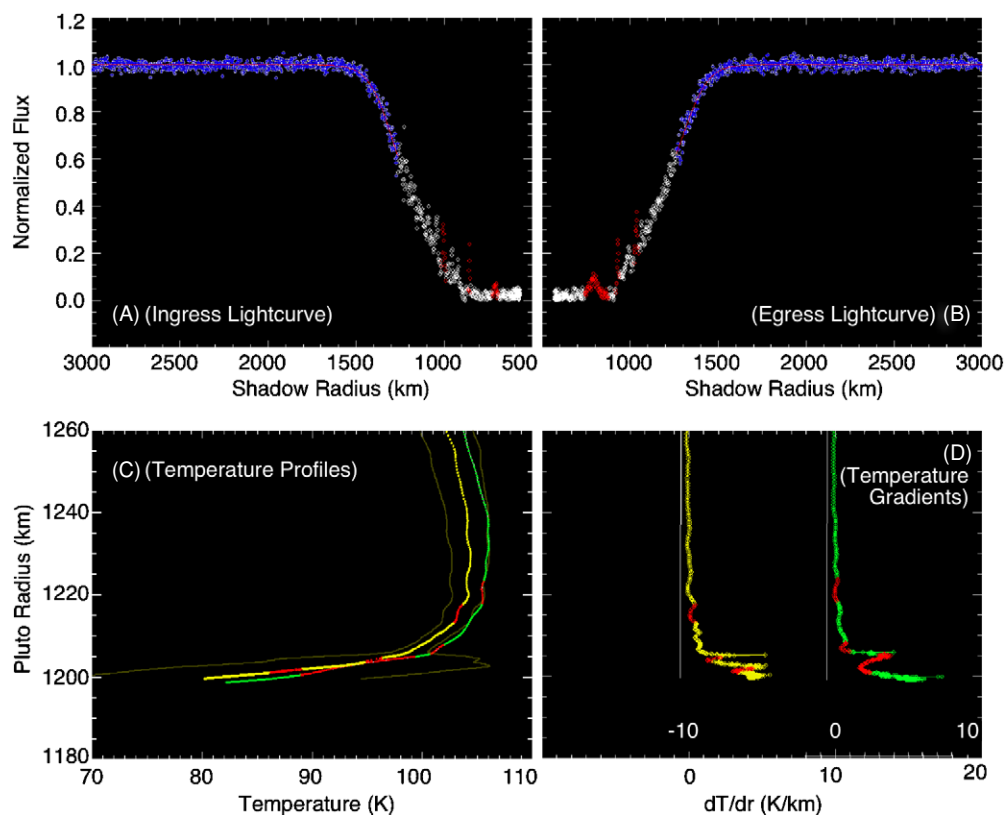 1.2
1.0
0.8
0.6
0.4
0.2
0.0
Normalized Flux
(A) (Ingress Lightcurve)
(Egress Lightcurve) (B)
3000 2500 2000 1500 1000 500
1000 1500 2000 2500 3000
Shadow Radius (km)
Shadow Radius (km)
1260
1240
1220
1200
1180
Pluto Radius (km)
(C) (Temperature Profiles)
(D)
(Temperature
Gradients)
-10 0 10
70 80 90 100 110
0 10 20
Temperature (K)
dT/dr (K/km)